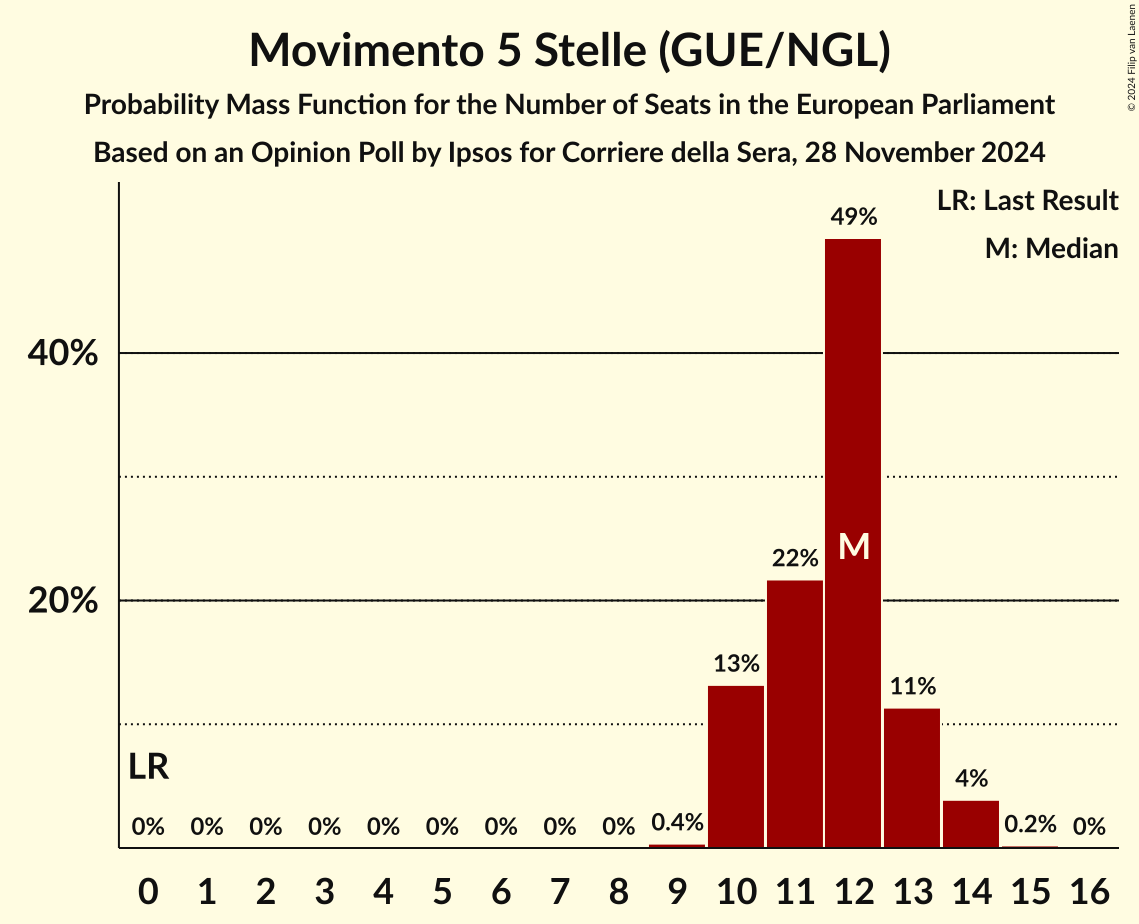 Movimento 5 Stelle (GUE/NGL)
Probability Mass Function for the Number of Seats in the European Parliament
Based on an Opinion Poll by Ipsos for Corriere della Sera, 28 November 2024
© 2024 Filip van Laenen
LR: Last Result
M: Median
49%
40%
M
22%
20%
13%
11%
LR
4%
0% 0% 0% 0% 0% 0% 0% 0% 0% 0.4% 0.2% 0%
0 1 2 3 4 5 6 7 8 9 10 11 12 13 14 15 16